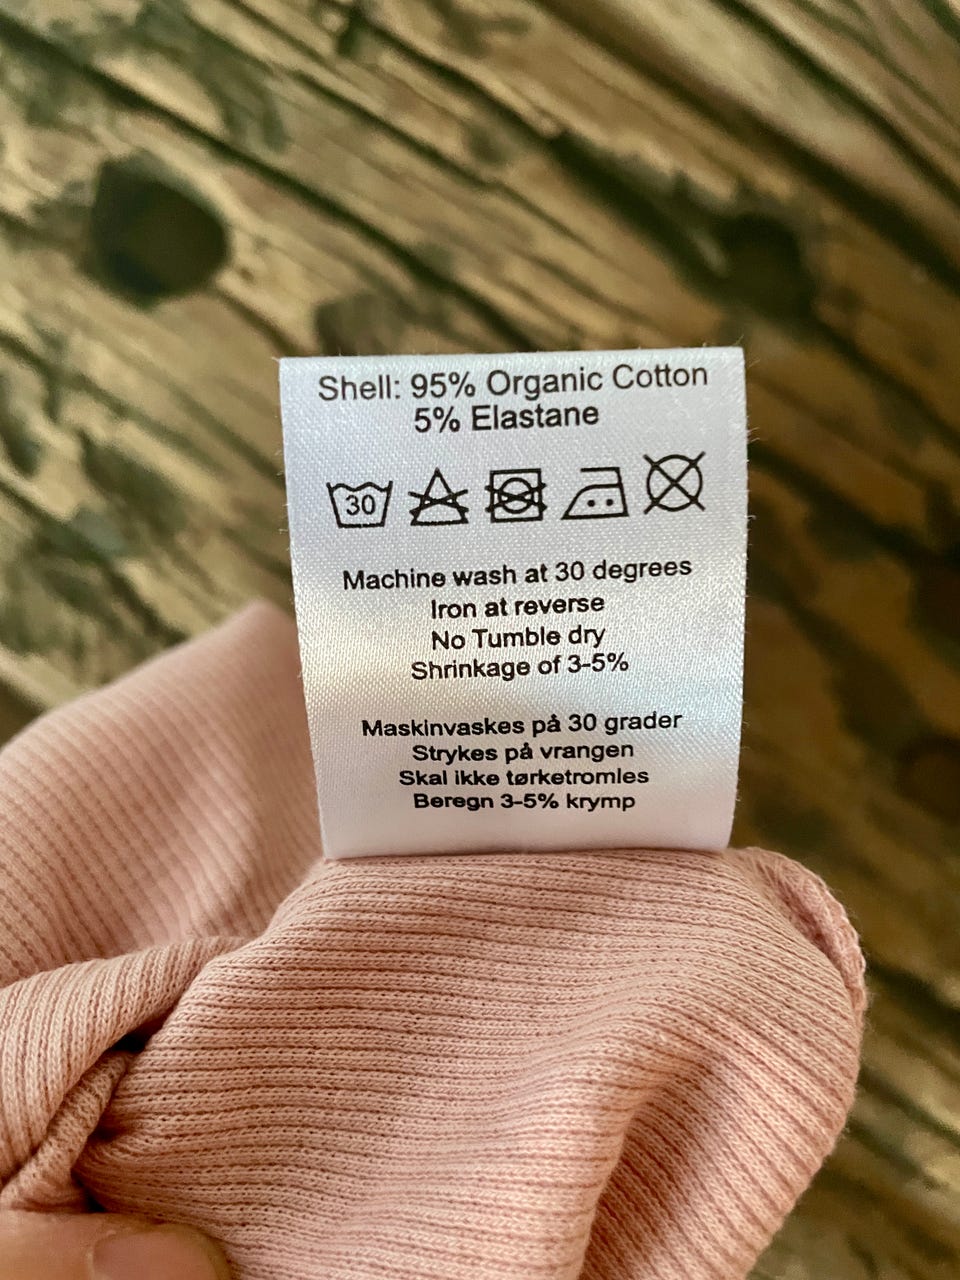 Shell: 95% Organic Cotton
5% Elastane
30
Machine wash at 30 degrees
Iron at reverse
No Tumble dry
Shrinkage of 3-5%
Maskinvaskes på 30 grader
Strykes på vrangen
Skal ikke tørketromles
Beregn 3-5% krymp